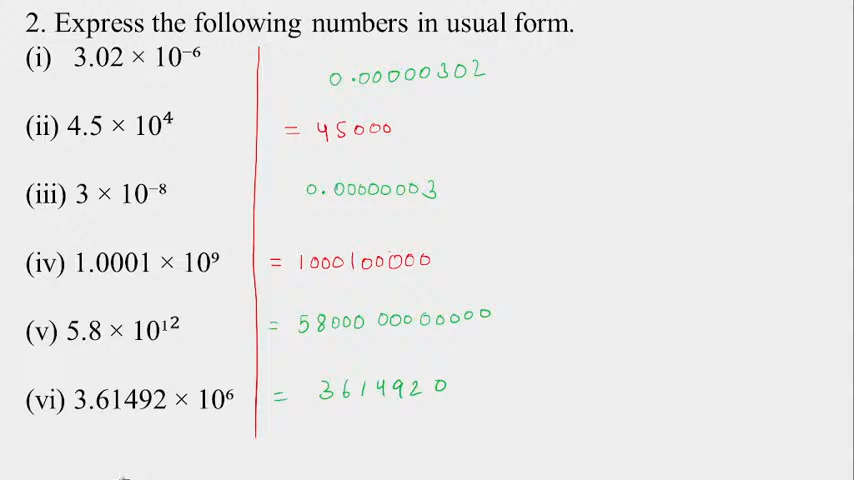 2. Express the following numbers in usual form.
(i) 3.02 × 10⁻⁶ 0.00000302
(ii) 4.5 × 10⁴ = 45000
(iii) 3 × 10⁻⁸ 0.00000003
(iv) 1.0001 × 10⁹ = 1000100000
(v) 5.8 × 10¹² = 58000 00000000
(vi) 3.61492 × 10⁶ = 3614920